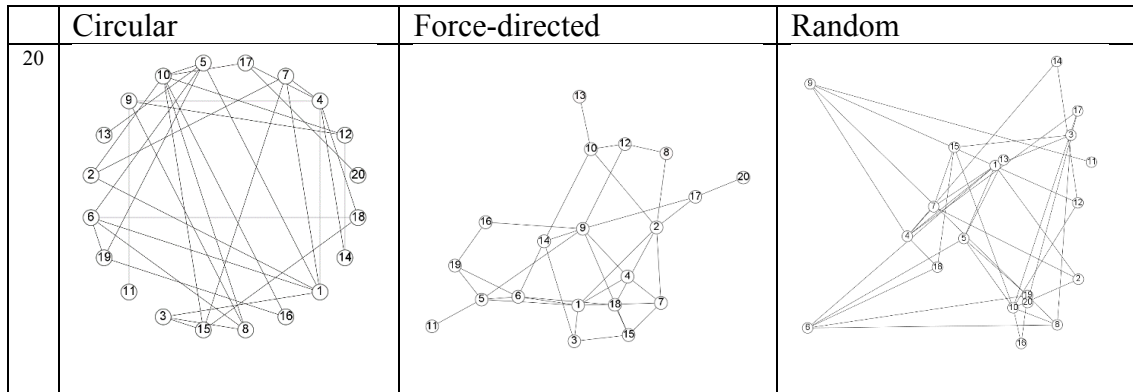 Circular Force-directed Random
20
5 17 7 10 4 9 12 13 20 2 6 18 19 14 11 1 3 16 15 8
13 12 10 8 20 17 16 9 2 14 19 4 5 6 1 18 7 11 15 3
14 9 17 3 15 13 1 11 7 12 4 5 18 2 19 20 10 8 6 16